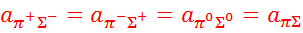 a_{π⁺Σ⁻} = a_{π⁻Σ⁺} = a_{π⁰Σ⁰} = a_{πΣ}